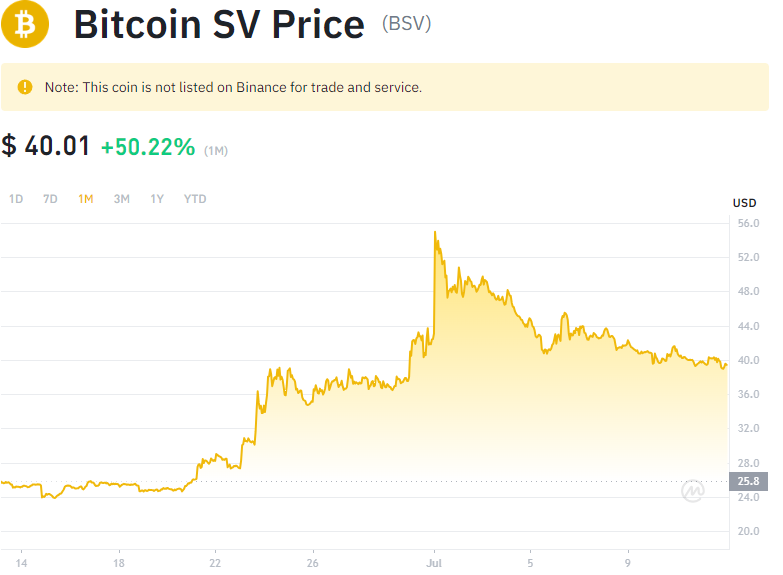 Bitcoin SV Price (BSV)
Note: This coin is not listed on Binance for trade and service.
$ 40.01 +50.22% (1M)
1D 7D 1M 3M 1Y YTD
USD
56.0
52.0
48.0
44.0
40.0
36.0
32.0
28.0
25.8
24.0
20.0
14 18 22 26 Jul 5 9